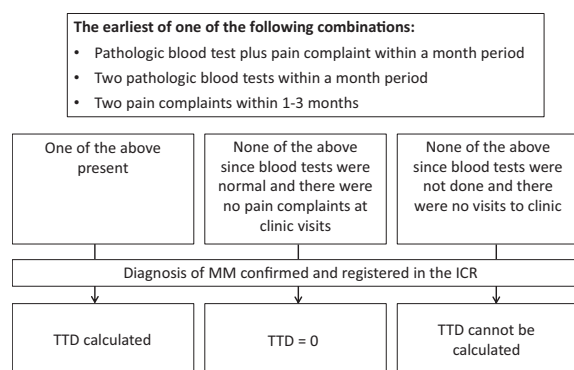 The earliest of one of the following combinations:
• Pathologic blood test plus pain complaint within a month period
• Two pathologic blood tests within a month period
• Two pain complaints within 1-3 months
One of the above
present
None of the above
since blood tests were
normal and there were
no pain complaints at
clinic visits
None of the above
since blood tests were
not done and there
were no visits to clinic
Diagnosis of MM confirmed and registered in the ICR
TTD calculated
TTD = 0
TTD cannot be
calculated